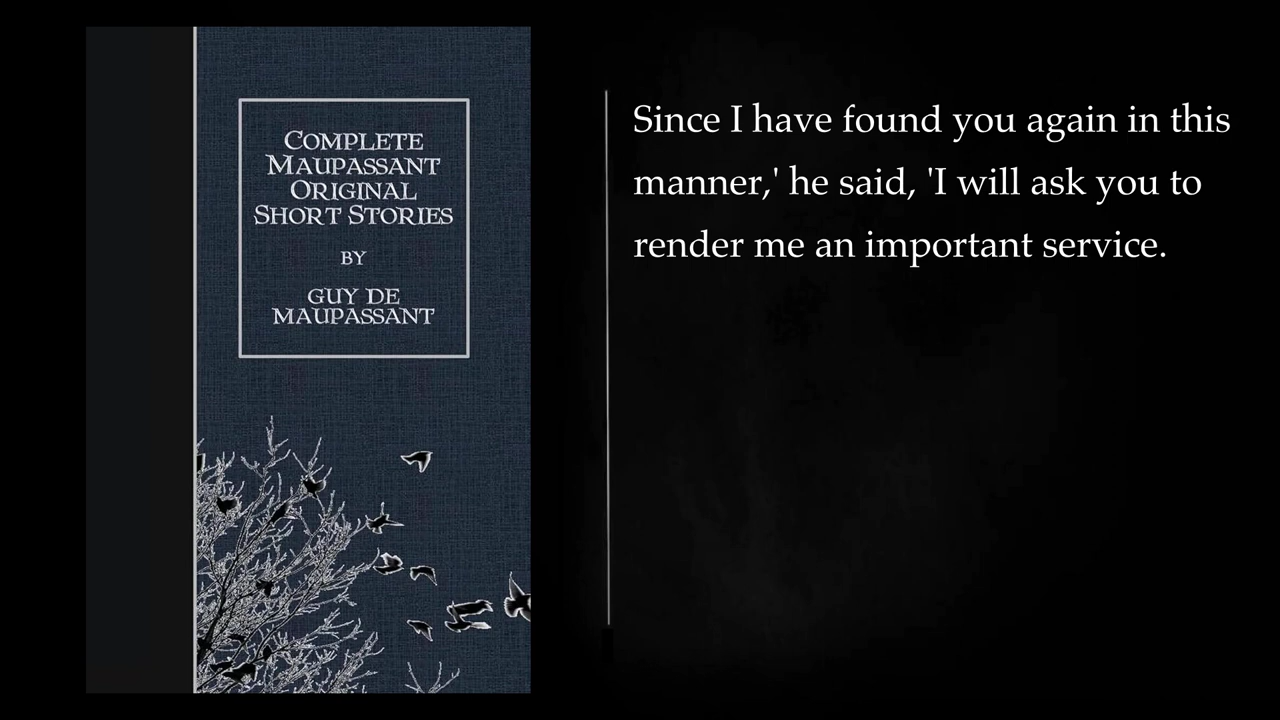 Complete
Maupassant
Original
Short Stories
by
Guy de
Maupassant
Since I have found you again in this
manner,' he said, 'I will ask you to
render me an important service.